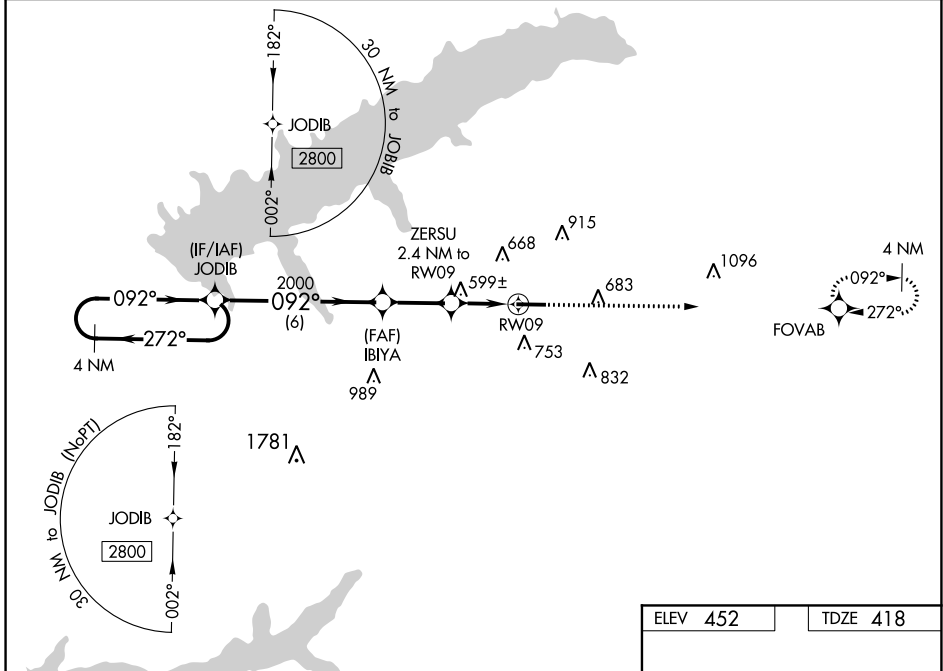 182°
30 NM to JOBIB
JODIB
2800
002°
(IF/IAF)
JODIB
092°
272°
4 NM
2000
092°
(6)
(FAF)
IBIYA
ZERSU
2.4 NM to
RW09
599±
668
915
683
1096
RW09
753
832
989
1781
4 NM
092°
272°
FOVAB
30 NM to JODIB (NoPT)
182°
JODIB
2800
002°
ELEV 452
TDZE 418